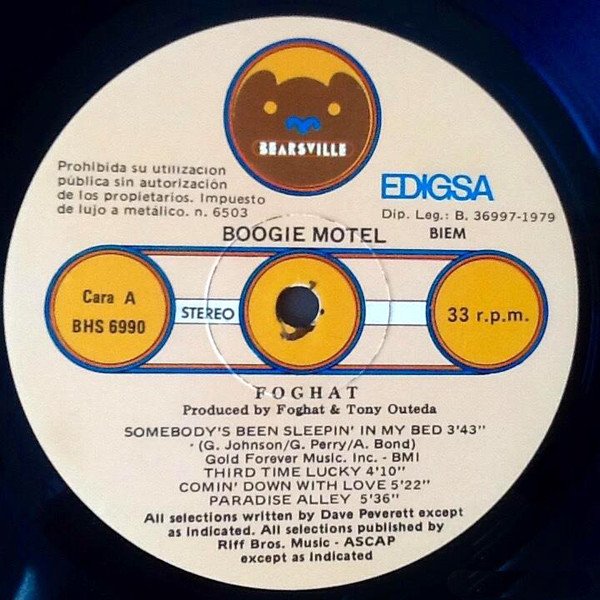 BEARSVILLE
Prohibida su utilización
pública sin autorización
de los propietarios. Impuesto
de lujo a metálico. n. 6503
EDIGSA
Dip. Leg.: B. 36997-1979
BOOGIE MOTEL
BIEM
Cara A
BHS 6990
STEREO
33 r.p.m.
FOGHAT
Produced by Foghat & Tony Outeda
SOMEBODY'S BEEN SLEEPIN' IN MY BED 3'43"
- (G. Johnson/G. Perry/A. Bond)
Gold Forever Music. Inc. - BMI
THIRD TIME LUCKY 4'10"
COMIN' DOWN WITH LOVE 5'22"
PARADISE ALLEY 5'36"
All selections written by Dave Peverett except
as Indicated. All selections published by
Riff Bros. Music - ASCAP
except as Indicated